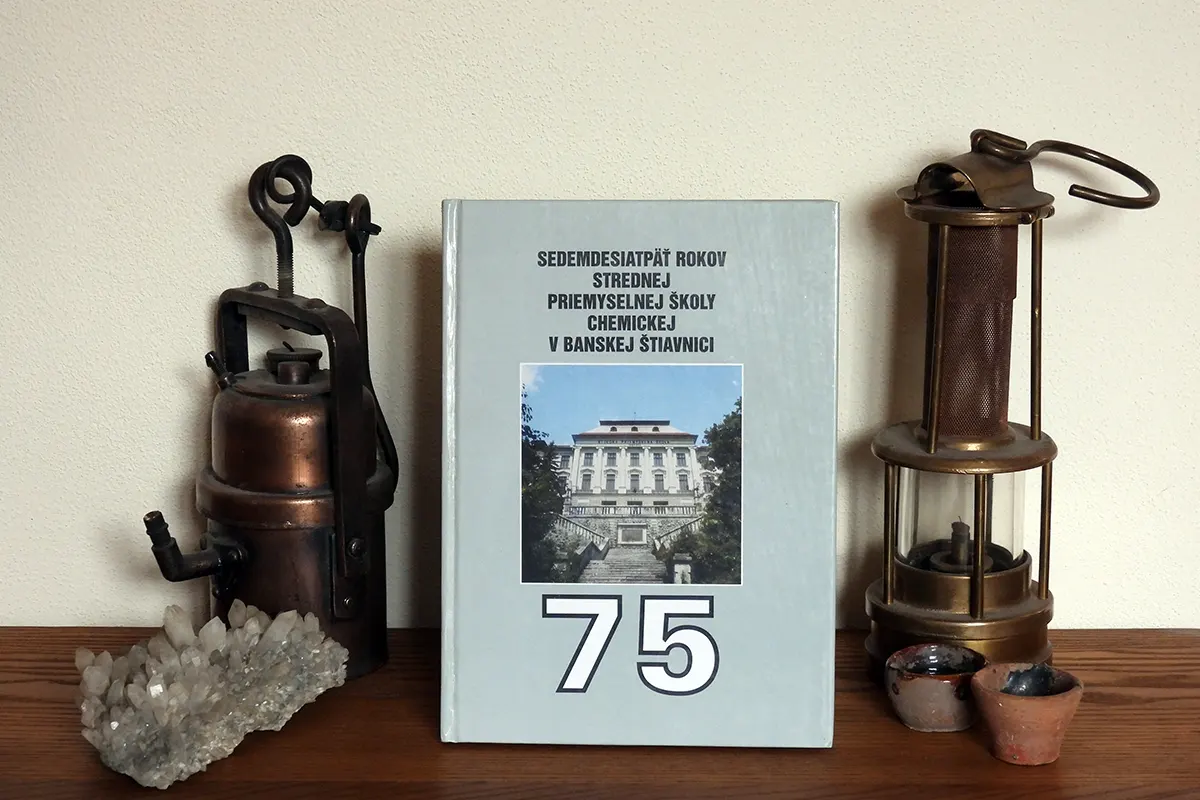 SEDEMDESIATPÄŤ ROKOV
STREDNEJ
PRIEMYSELNEJ ŠKOLY
CHEMICKEJ
V BANSKEJ ŠTIAVNICI
75